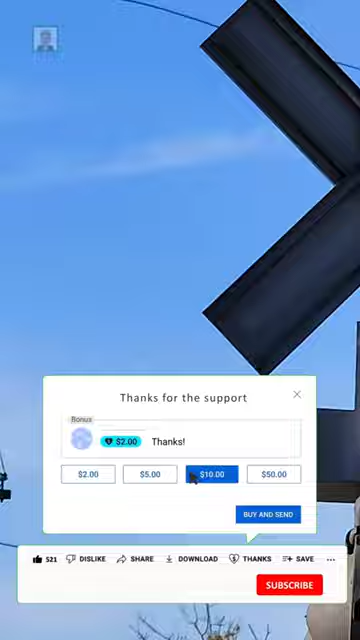 Thanks for the support
Bonus
$2.00 Thanks!
$2.00 $5.00 $10.00 $50.00
BUY AND SEND
521 DISLIKE SHARE DOWNLOAD THANKS SAVE ...
SUBSCRIBE